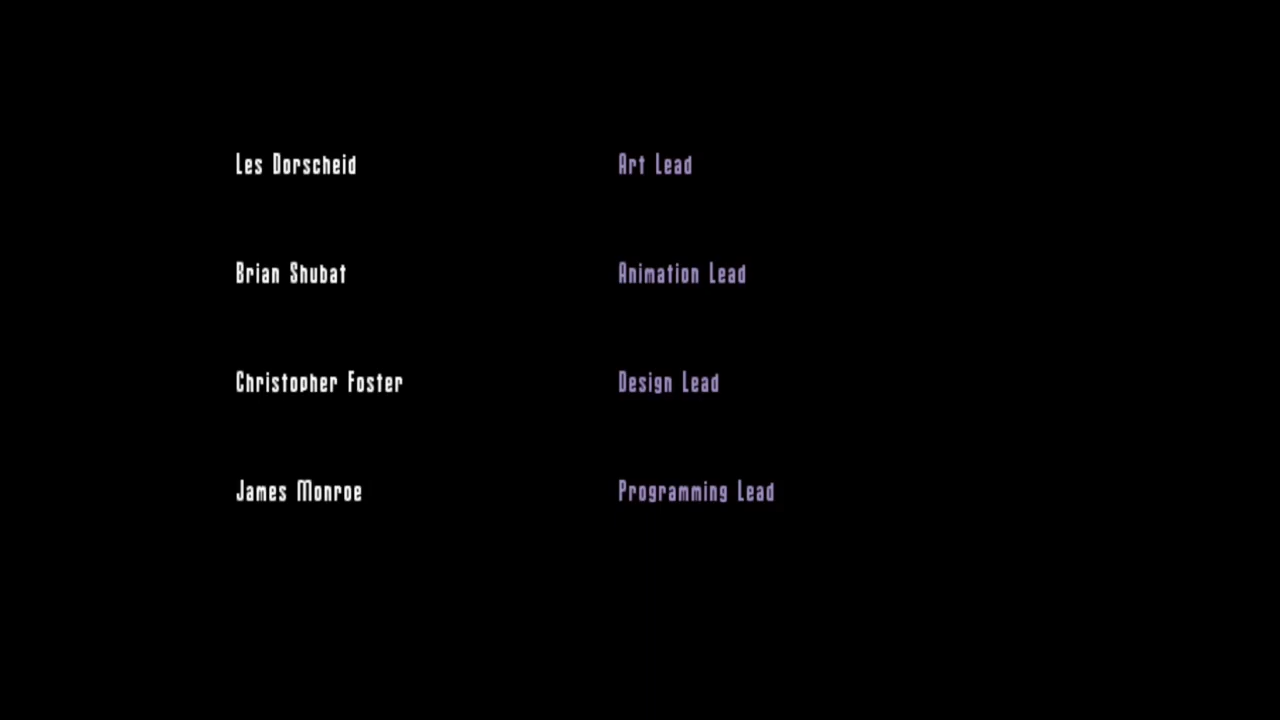 Les Dorscheid Art Lead
Brian Shubat Animation Lead
Christopher Foster Design Lead
James Monroe Programming Lead